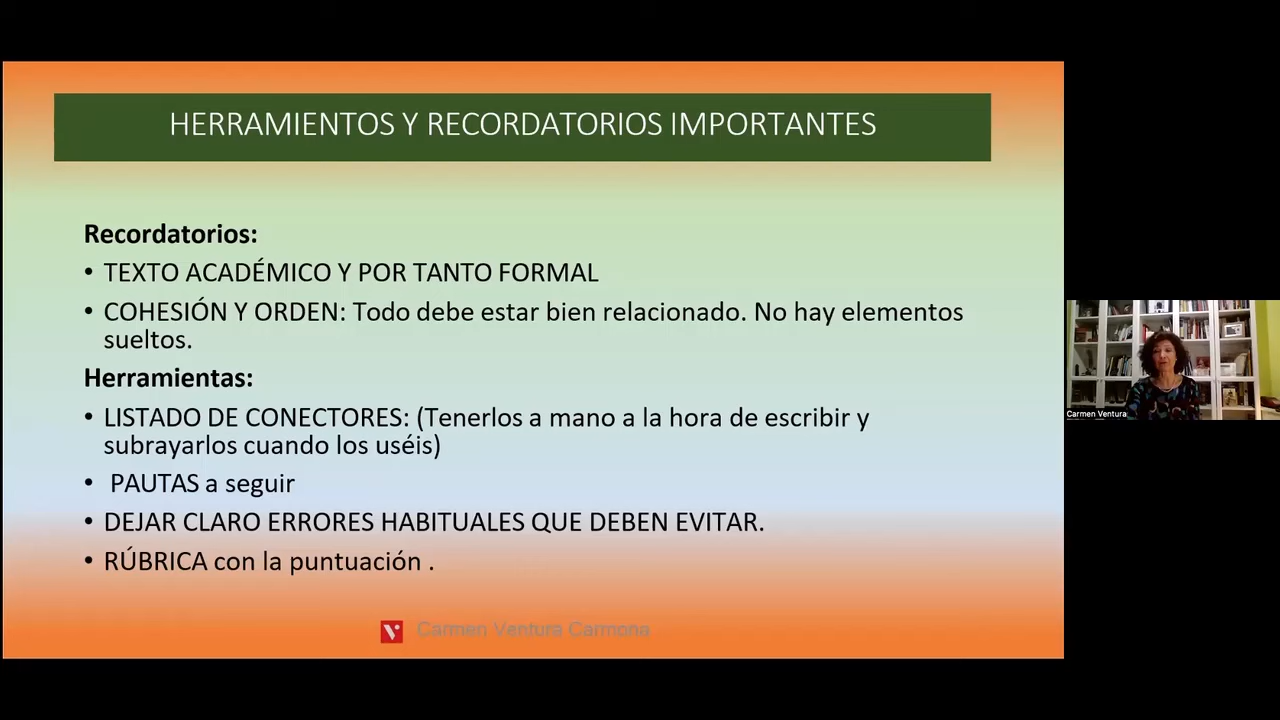 HERRAMIENTOS Y RECORDATORIOS IMPORTANTES
Recordatorios:
• TEXTO ACADÉMICO Y POR TANTO FORMAL
• COHESIÓN Y ORDEN: Todo debe estar bien relacionado. No hay elementos
sueltos.
Herramientas:
• LISTADO DE CONECTORES: (Tenerlos a mano a la hora de escribir y
subrayarlos cuando los uséis)
• PAUTAS a seguir
• DEJAR CLARO ERRORES HABITUALES QUE DEBEN EVITAR.
• RÚBRICA con la puntuación .
Carmen Ventura Carmona
Carmen Ventura